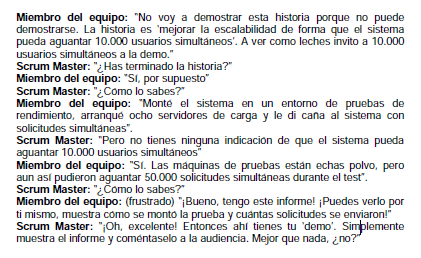 Miembro del equipo: "No voy a demostrar esta historia porque no puede
demostrarse. La historia es 'mejorar la escalabilidad de forma que el sistema
pueda aguantar 10.000 usuarios simultáneos'. A ver como leches invito a 10.000
usuarios simultáneos a la demo."
Scrum Master: "¿Has terminado la historia?"
Miembro del equipo: "Sí, por supuesto"
Scrum Master: "¿Cómo lo sabes?"
Miembro del equipo: "Monté el sistema en un entorno de pruebas de
rendimiento, arranqué ocho servidores de carga y le di caña al sistema con
solicitudes simultáneas".
Scrum Master: "Pero no tienes ninguna indicación de que el sistema pueda
aguantar 10.000 usuarios simultáneos"
Miembro del equipo: "Sí. Las máquinas de pruebas están echas polvo, pero
aun así pudieron aguantar 50.000 solicitudes simultáneas durante el test".
Scrum Master: "¿Cómo lo sabes?"
Miembro del equipo: (frustrado) "¡Bueno, tengo este informe! ¡Puedes verlo por
ti mismo, muestra cómo se montó la prueba y cuántas solicitudes se enviaron!"
Scrum Master: "¡Oh, excelente! Entonces ahí tienes tu 'demo'. Simplemente
muestra el informe y coméntaselo a la audiencia. Mejor que nada, ¿no?"